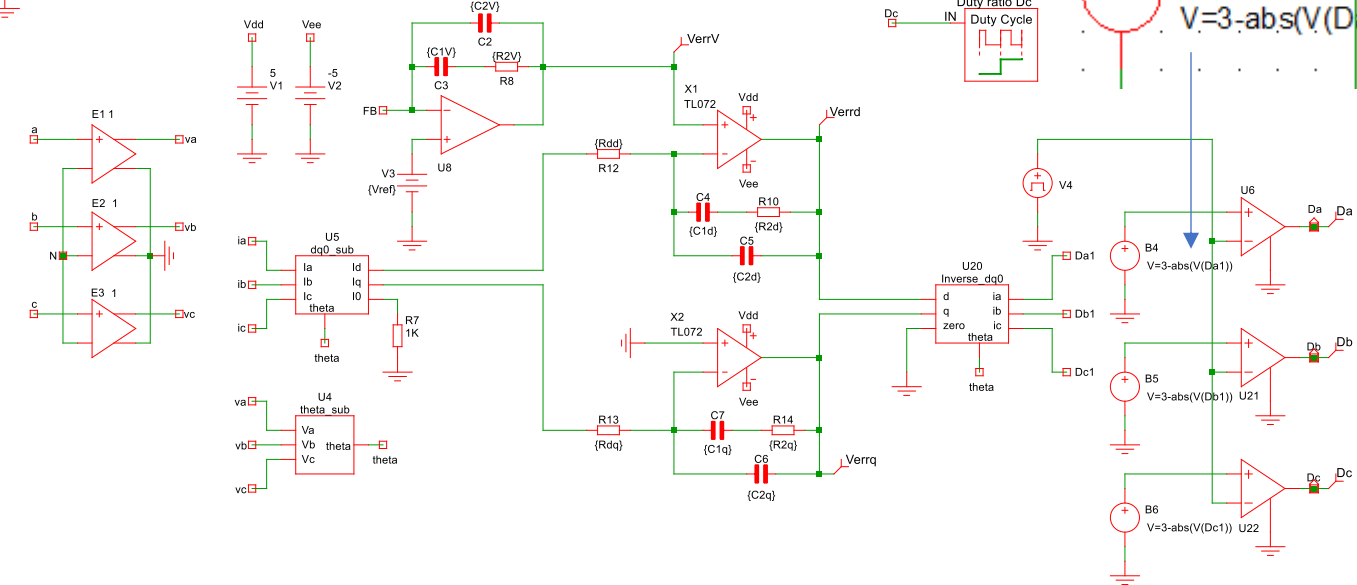 {C2V}
C2
{C1V}
C3
{R2V}
R8
VerrV
Dc
IN
Duty ratio Dc
Duty Cycle
V=3-abs(V(D
Vdd
5
V1
Vee
-5
V2
FB
U8
V3
{Vref}
E1 1
a
va
E2 1
b
vb
N
E3 1
c
vc
X1
TL072
Vdd
Vee
Verrd
{Rdd}
R12
C4
{C1d}
R10
{R2d}
C5
{C2d}
U5
dq0_sub
ia
ib
ic
Ia
Ib
Ic
Id
Iq
I0
theta
theta
R7
1K
U4
theta_sub
va
vb
vc
Va
Vb
Vc
theta
theta
X2
TL072
Vdd
Vee
R13
{Rdq}
C7
{C1q}
R14
{R2q}
C6
{C2q}
Verrq
U20
Inverse_dq0
d
q
zero
ia
ib
ic
theta
theta
Da1
Db1
Dc1
V4
B4
V=3-abs(V(Da1))
U6
Da
Da
B5
V=3-abs(V(Db1))
U21
Db
Db
B6
V=3-abs(V(Dc1))
U22
Dc
Dc